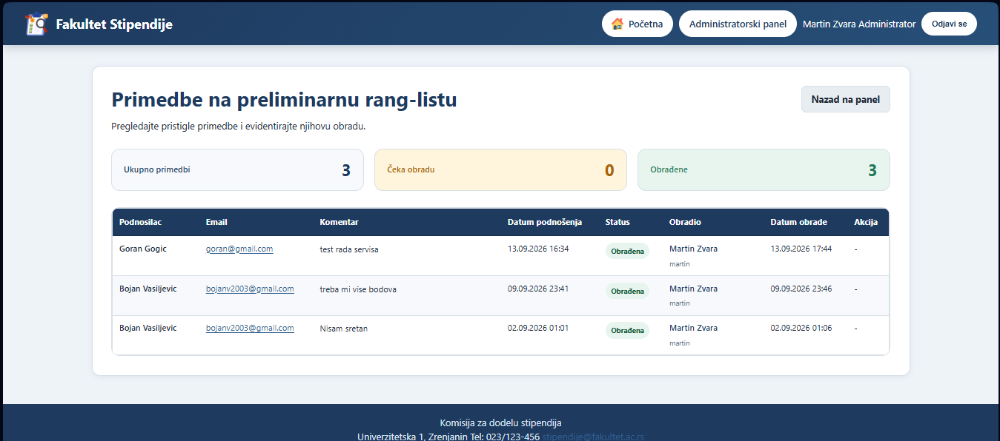 Fakultet Stipendije
Početna
Administratorski panel
Martin Zvara Administrator
Odjavi se
Primedbe na preliminarnu rang-listu
Nazad na panel
Pregledajte pristigle primedbe i evidentirajte njihovu obradu.
Ukupno primedbi 3
Čeka obradu 0
Obrađene 3
Podnosilac Email Komentar Datum podnošenja Status Obradio Datum obrade Akcija
Goran Gogic goran@gmail.com test rada servisa 13.09.2026 16:34 Obrađena Martin Zvara 13.09.2026 17:44 -
martin
Bojan Vasiljevic bojanv2003@gmail.com treba mi vise bodova 09.09.2026 23:41 Obrađena Martin Zvara 09.09.2026 23:46 -
martin
Bojan Vasiljevic bojanv2003@gmail.com Nisam sretan 02.09.2026 01:01 Obrađena Martin Zvara 02.09.2026 01:06 -
martin
Komisija za dodelu stipendija
Univerzitetska 1, Zrenjanin Tel: 023/123-456 stipendije@fakultet.ac.rs